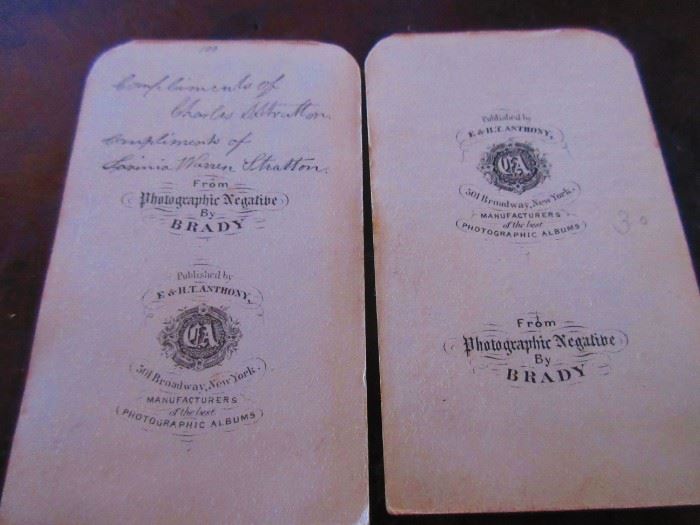 100
Compliments of
Charles S Stratton.
Compliments of
Lavinia Warren Stratton.
From
Photographic Negative
By
BRADY
Published by
E & H.T. ANTHONY,
501 Broadway, New York.
MANUFACTURERS
of the best
PHOTOGRAPHIC ALBUMS
Published by
E & H.T. ANTHONY,
501 Broadway, New York.
MANUFACTURERS
of the best
PHOTOGRAPHIC ALBUMS
30
From
Photographic Negative
By
BRADY